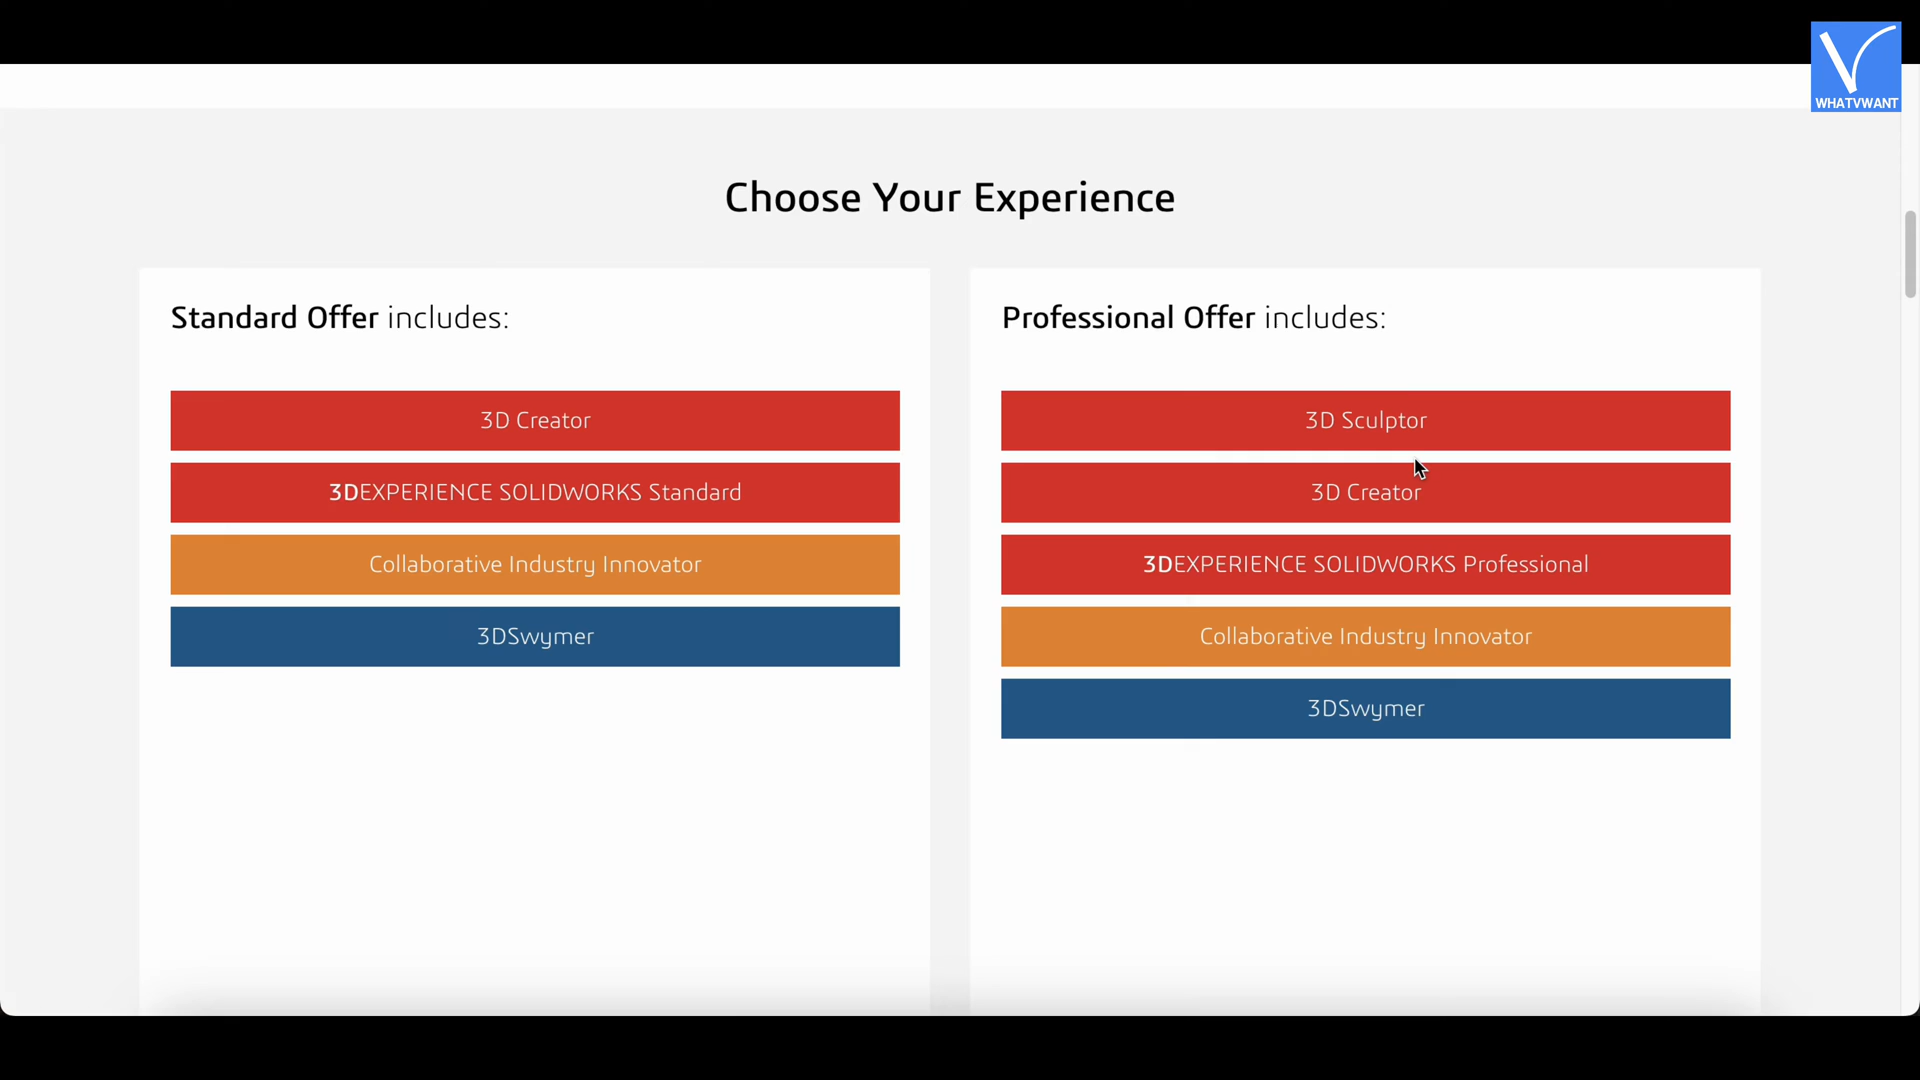 WHATVWANT
Choose Your Experience
Standard Offer includes:
3D Creator
3DEXPERIENCE SOLIDWORKS Standard
Collaborative Industry Innovator
3DSwymer
Professional Offer includes:
3D Sculptor
3D Creator
3DEXPERIENCE SOLIDWORKS Professional
Collaborative Industry Innovator
3DSwymer